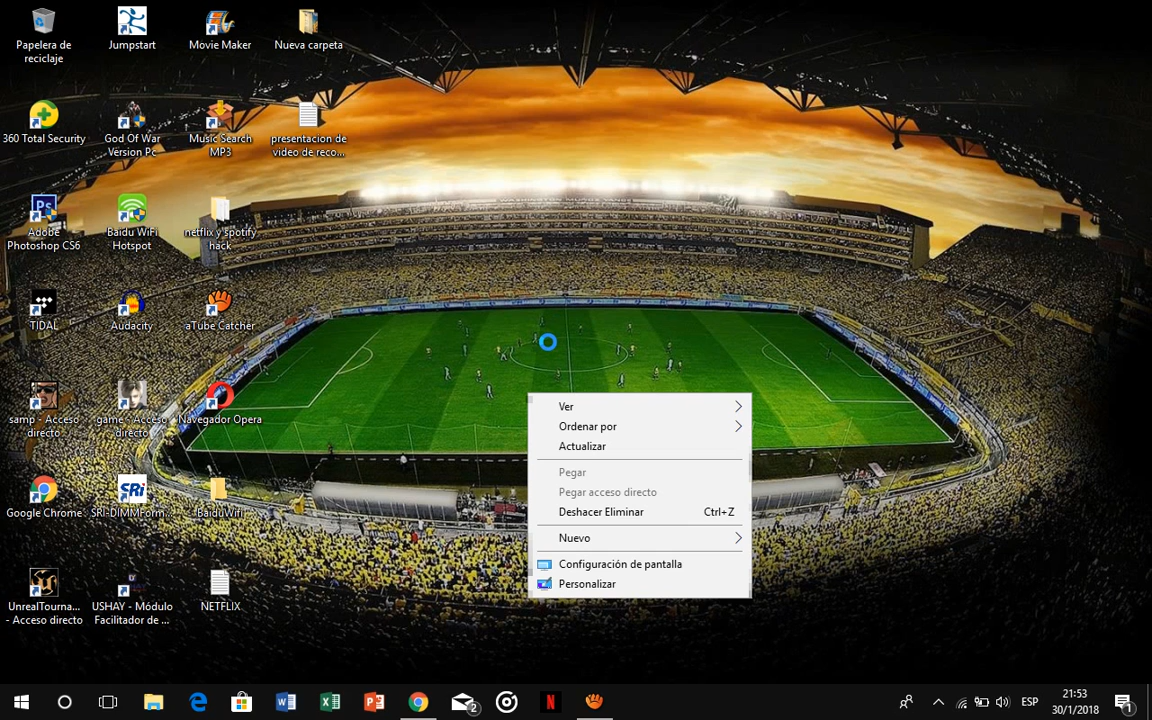 Papelera de
reciclaje
Jumpstart
Movie Maker
Nueva carpeta
360 Total Security
God Of War
Version Pc
Music Search
MP3
presentacion de
video de reco...
Ps
Adobe
Photoshop CS6
Baidu WiFi
Hotspot
netflix y spotify
hack
TIDAL
Audacity
aTube Catcher
samp - Acceso
directo
game - Acceso
directo
Navegador Opera
Google Chrome
SRi
SRI-DIMMForm...
BaiduWifi
UnrealTourna...
- Acceso directo
USHAY - Módulo
Facilitador de ...
NETFLIX
Ver
Ordenar por
Actualizar
Pegar
Pegar acceso directo
Deshacer Eliminar Ctrl+Z
Nuevo
Configuración de pantalla
Personalizar
2
N
ESP
21:53
30/1/2018
1